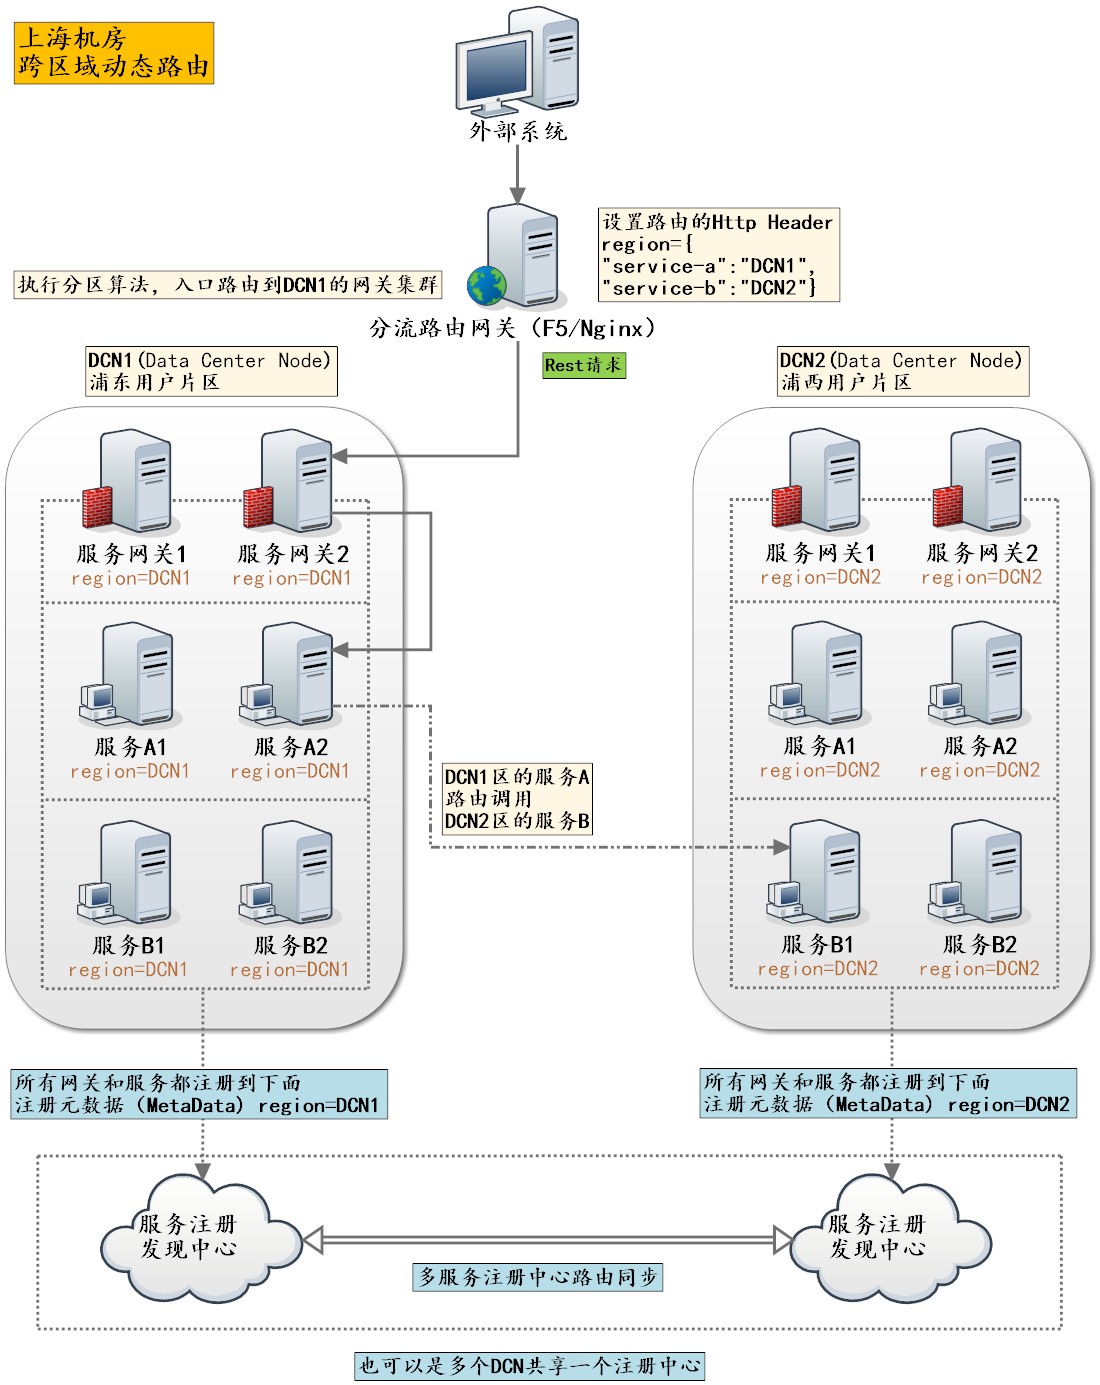 上海机房
跨区域动态路由
外部系统
设置路由的Http Header
region={
"service-a":"DCN1",
"service-b":"DCN2"}
执行分区算法，入口路由到DCN1的网关集群
分流路由网关（F5/Nginx）
Rest请求
DCN1(Data Center Node)
浦东用户片区
DCN2(Data Center Node)
浦西用户片区
服务网关1
region=DCN1
服务网关2
region=DCN1
服务网关1
region=DCN2
服务网关2
region=DCN2
服务A1
region=DCN1
服务A2
region=DCN1
服务A1
region=DCN2
服务A2
region=DCN2
DCN1区的服务A
路由调用
DCN2区的服务B
服务B1
region=DCN1
服务B2
region=DCN1
服务B1
region=DCN2
服务B2
region=DCN2
所有网关和服务都注册到下面
注册元数据（MetaData）region=DCN1
所有网关和服务都注册到下面
注册元数据（MetaData）region=DCN2
服务注册
发现中心
服务注册
发现中心
多服务注册中心路由同步
也可以是多个DCN共享一个注册中心